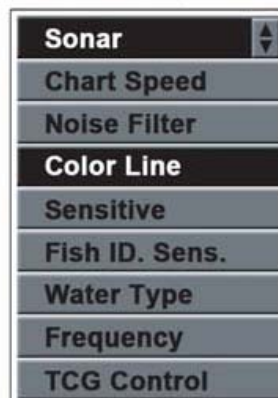 Sonar
Chart Speed
Noise Filter
Color Line
Sensitive
Fish ID. Sens.
Water Type
Frequency
TCG Control